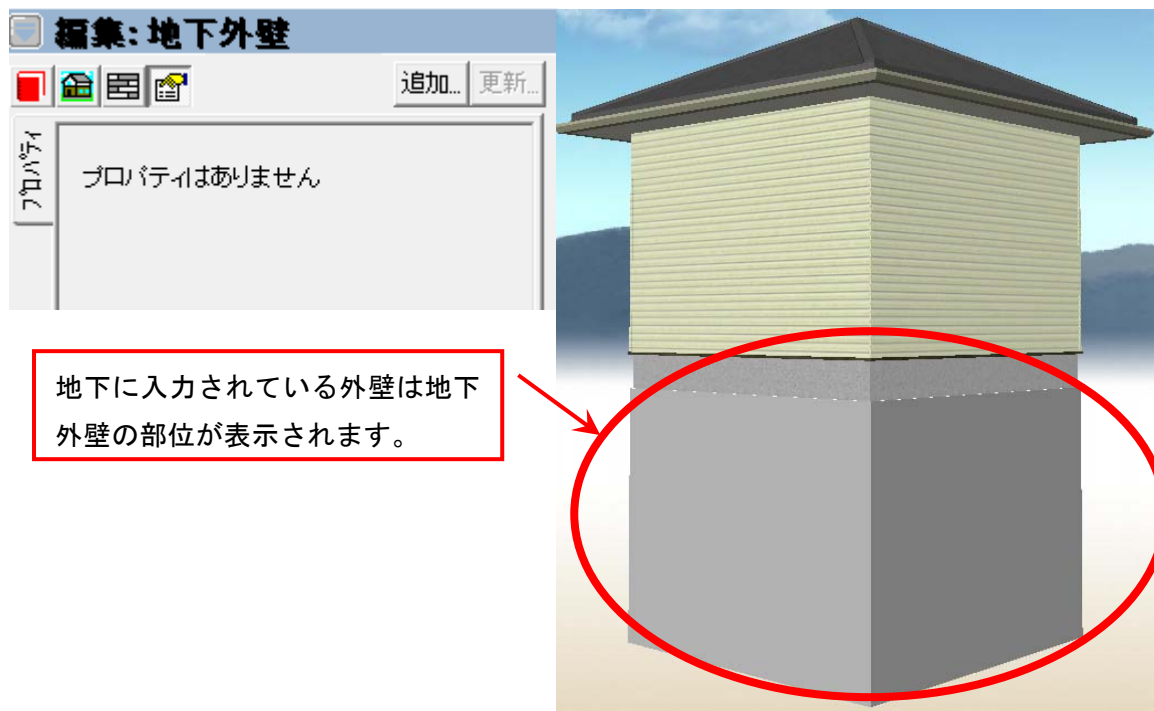 編集:地下外壁
追加... 更新...
プロパティ
プロパティはありません
地下に入力されている外壁は地下
外壁の部位が表示されます。